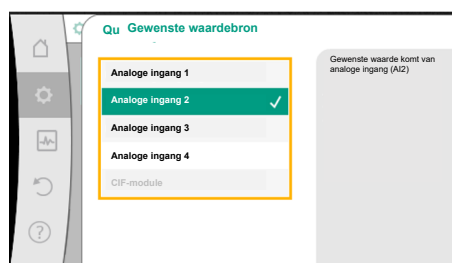 Qu Gewenste waardebron
Analoge ingang 1
Analoge ingang 2
Analoge ingang 3
Analoge ingang 4
CIF-module
Gewenste waarde komt van
analoge ingang (AI2)